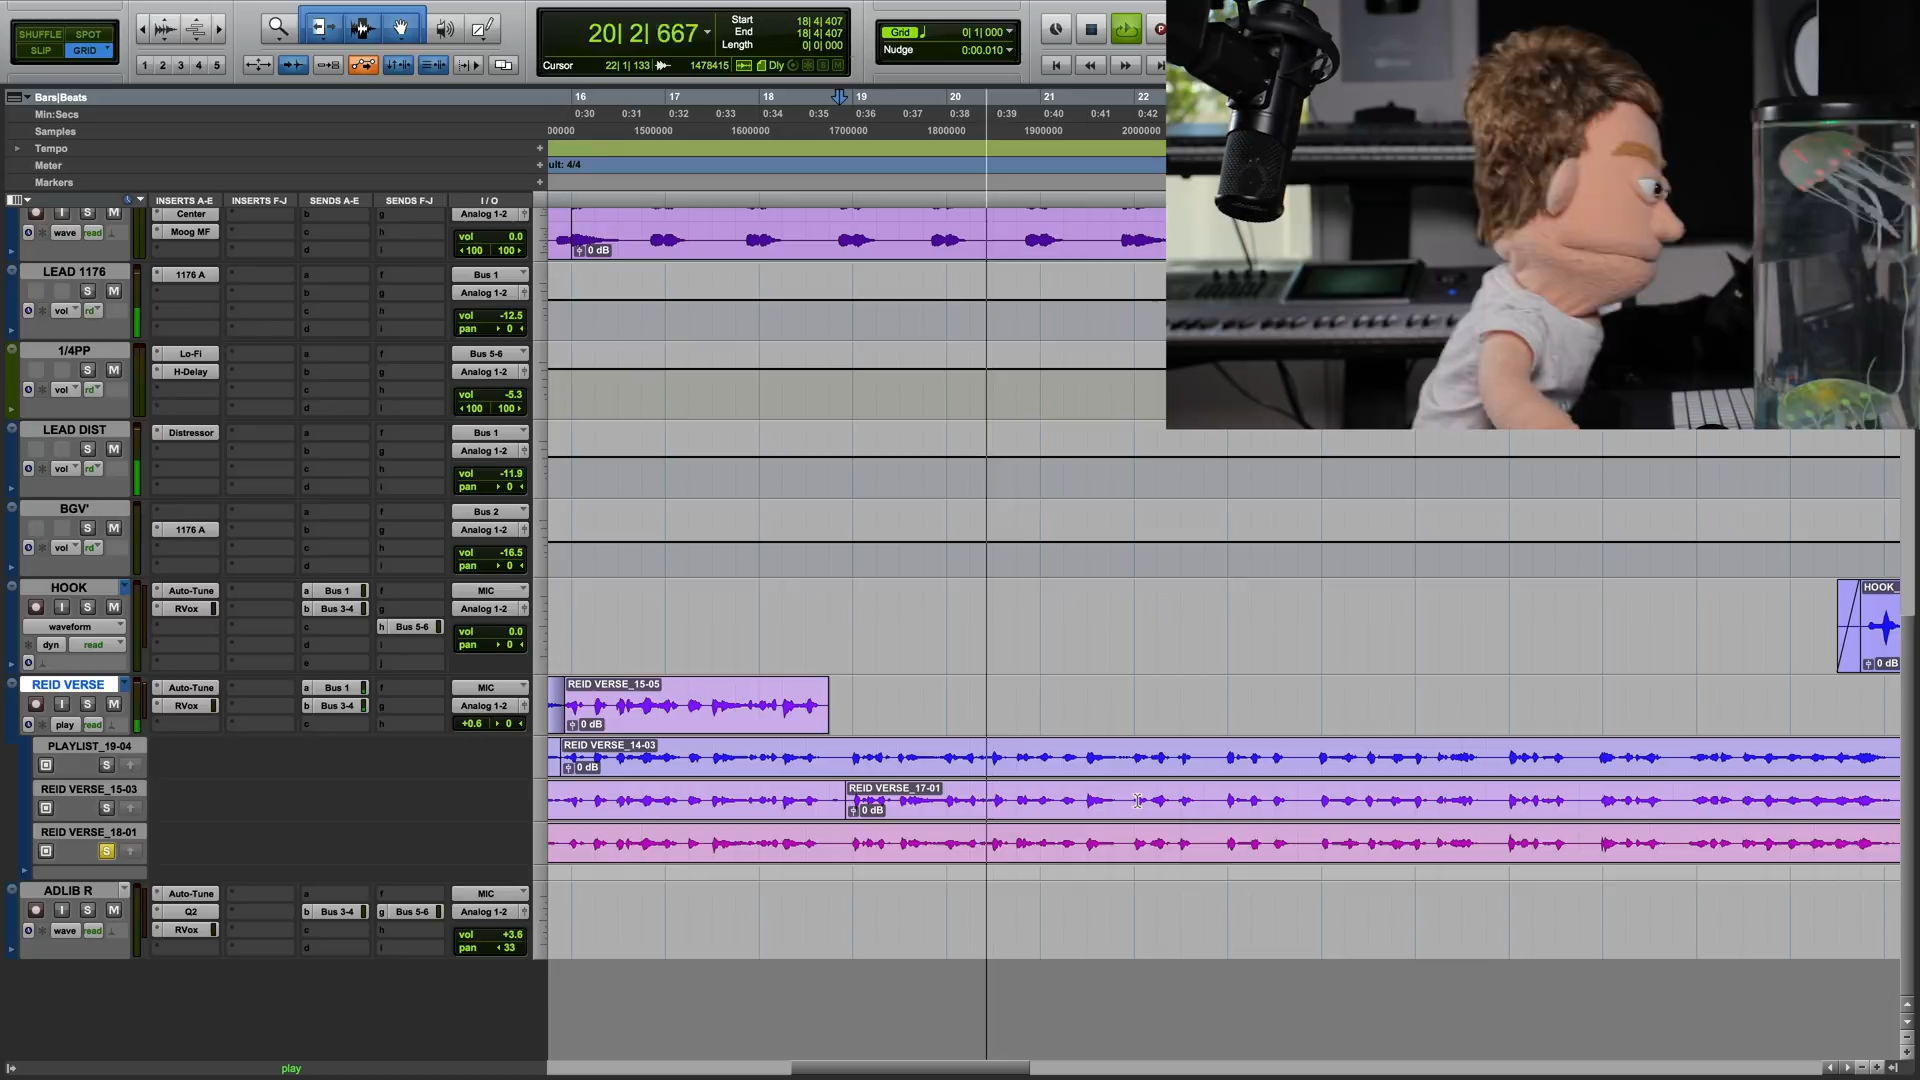 SHUFFLE SPOT
SLIP GRID
1 2 3 4 5
20| 2| 667
Start 18| 4| 407
End 18| 4| 407
Length 0| 0| 000
Cursor 22| 1| 133 1478415 Dly
Grid 0| 1| 000
Nudge 0:00.010
Bars|Beats 16 17 18 19 20 21 22
Min:Secs 0:30 0:31 0:32 0:33 0:34 0:35 0:36 0:37 0:38 0:39 0:40 0:41 0:42
Samples 00000 1500000 1600000 1700000 1800000 1900000 2000000
Tempo
Meter ult: 4/4
Markers
INSERTS A-E INSERTS F-J SENDS A-E SENDS F-J I / O
I S M Center b g Analog 1-2
wave read Moog MF c h vol 0.0
d i 100 100
0 dB
LEAD 1176 1176 A a f Bus 1
S M b g Analog 1-2
vol rd c h vol -12.5
d i pan 0
1/4PP Lo-Fi a f Bus 5-6
S M H-Delay b g Analog 1-2
vol rd c h vol -5.3
d i 100 100
LEAD DIST Distressor a f Bus 1
S M b g Analog 1-2
vol rd c h vol -11.9
d i pan 0
BGV' a f Bus 2
S M 1176 A b g Analog 1-2
vol rd c h vol -16.5
d i pan 0
HOOK Auto-Tune a Bus 1 f MIC
I S M RVox b Bus 3-4 g Analog 1-2
waveform c h Bus 5-6 vol 0.0
dyn read d i pan 0
e j
HOOK_
0 dB
REID VERSE Auto-Tune a Bus 1 f MIC
I S M RVox b Bus 3-4 g Analog 1-2
play read c h +0.6 0
REID VERSE_15-05
0 dB
PLAYLIST_19-04
S
REID VERSE_14-03
0 dB
REID VERSE_15-03
S
REID VERSE_17-01
0 dB
REID VERSE_18-01
S
ADLIB R Auto-Tune a f MIC
I S M Q2 b Bus 3-4 g Bus 5-6 Analog 1-2
wave read RVox c h vol +3.6
d i pan 33
play